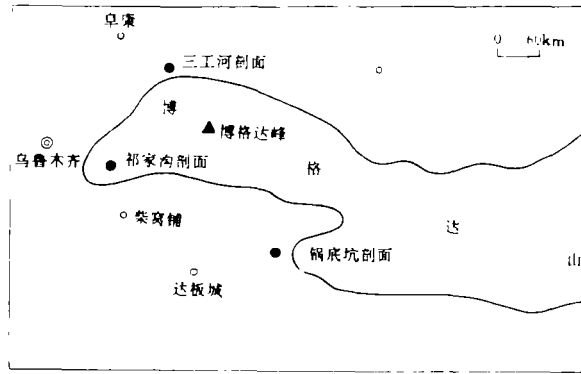 阜康
0 60km
三工河剖面
博
博格达峰
乌鲁木齐
祁家沟剖面
格
柴窝铺
达
锅底坑剖面
山
达板城